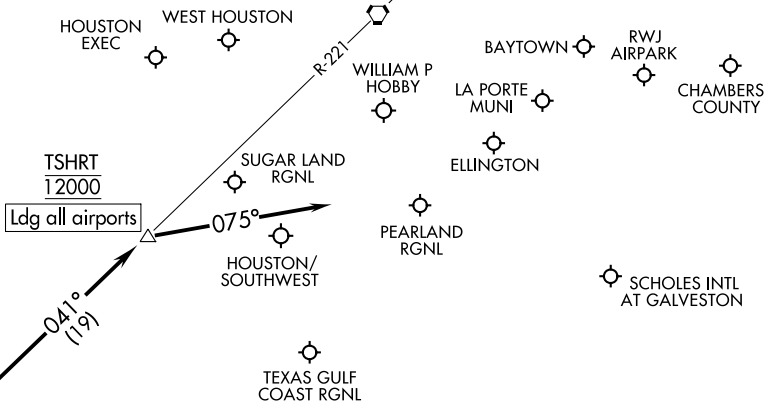 HOUSTON
EXEC
WEST HOUSTON
R-221
WILLIAM P
HOBBY
BAYTOWN
RWJ
AIRPARK
CHAMBERS
COUNTY
LA PORTE
MUNI
ELLINGTON
TSHRT
12000
Ldg all airports
SUGAR LAND
RGNL
075°
HOUSTON/
SOUTHWEST
PEARLAND
RGNL
SCHOLES INTL
AT GALVESTON
041°
(19)
TEXAS GULF
COAST RGNL